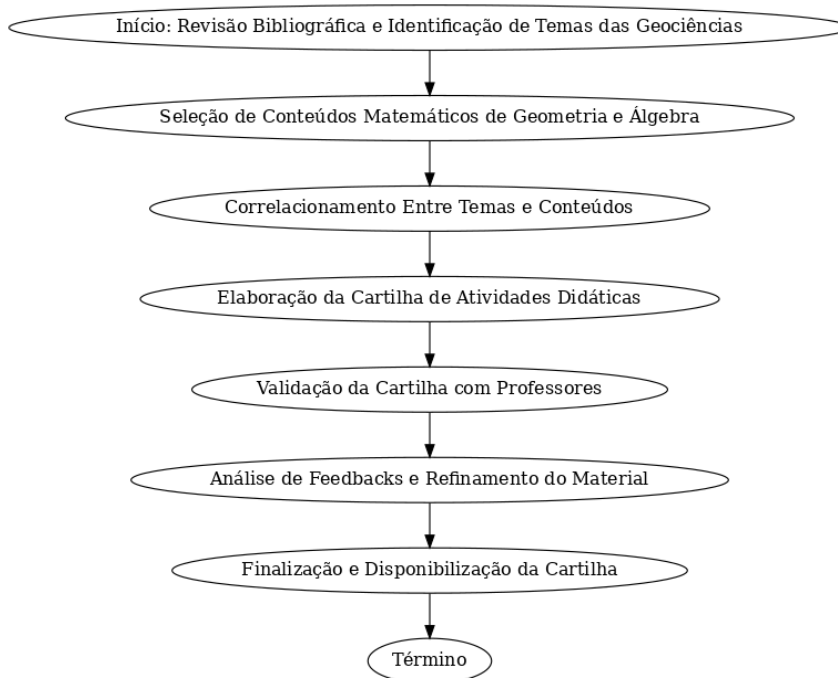 Início: Revisão Bibliográfica e Identificação de Temas das Geociências
Seleção de Conteúdos Matemáticos de Geometria e Álgebra
Correlacionamento Entre Temas e Conteúdos
Elaboração da Cartilha de Atividades Didáticas
Validação da Cartilha com Professores
Análise de Feedbacks e Refinamento do Material
Finalização e Disponibilização da Cartilha
Término